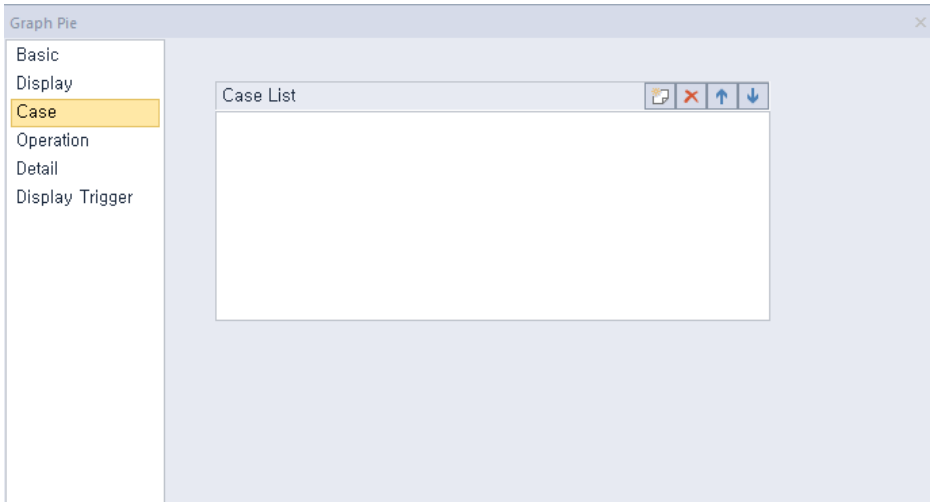 Graph Pie
Basic
Display
Case
Operation
Detail
Display Trigger
Case List